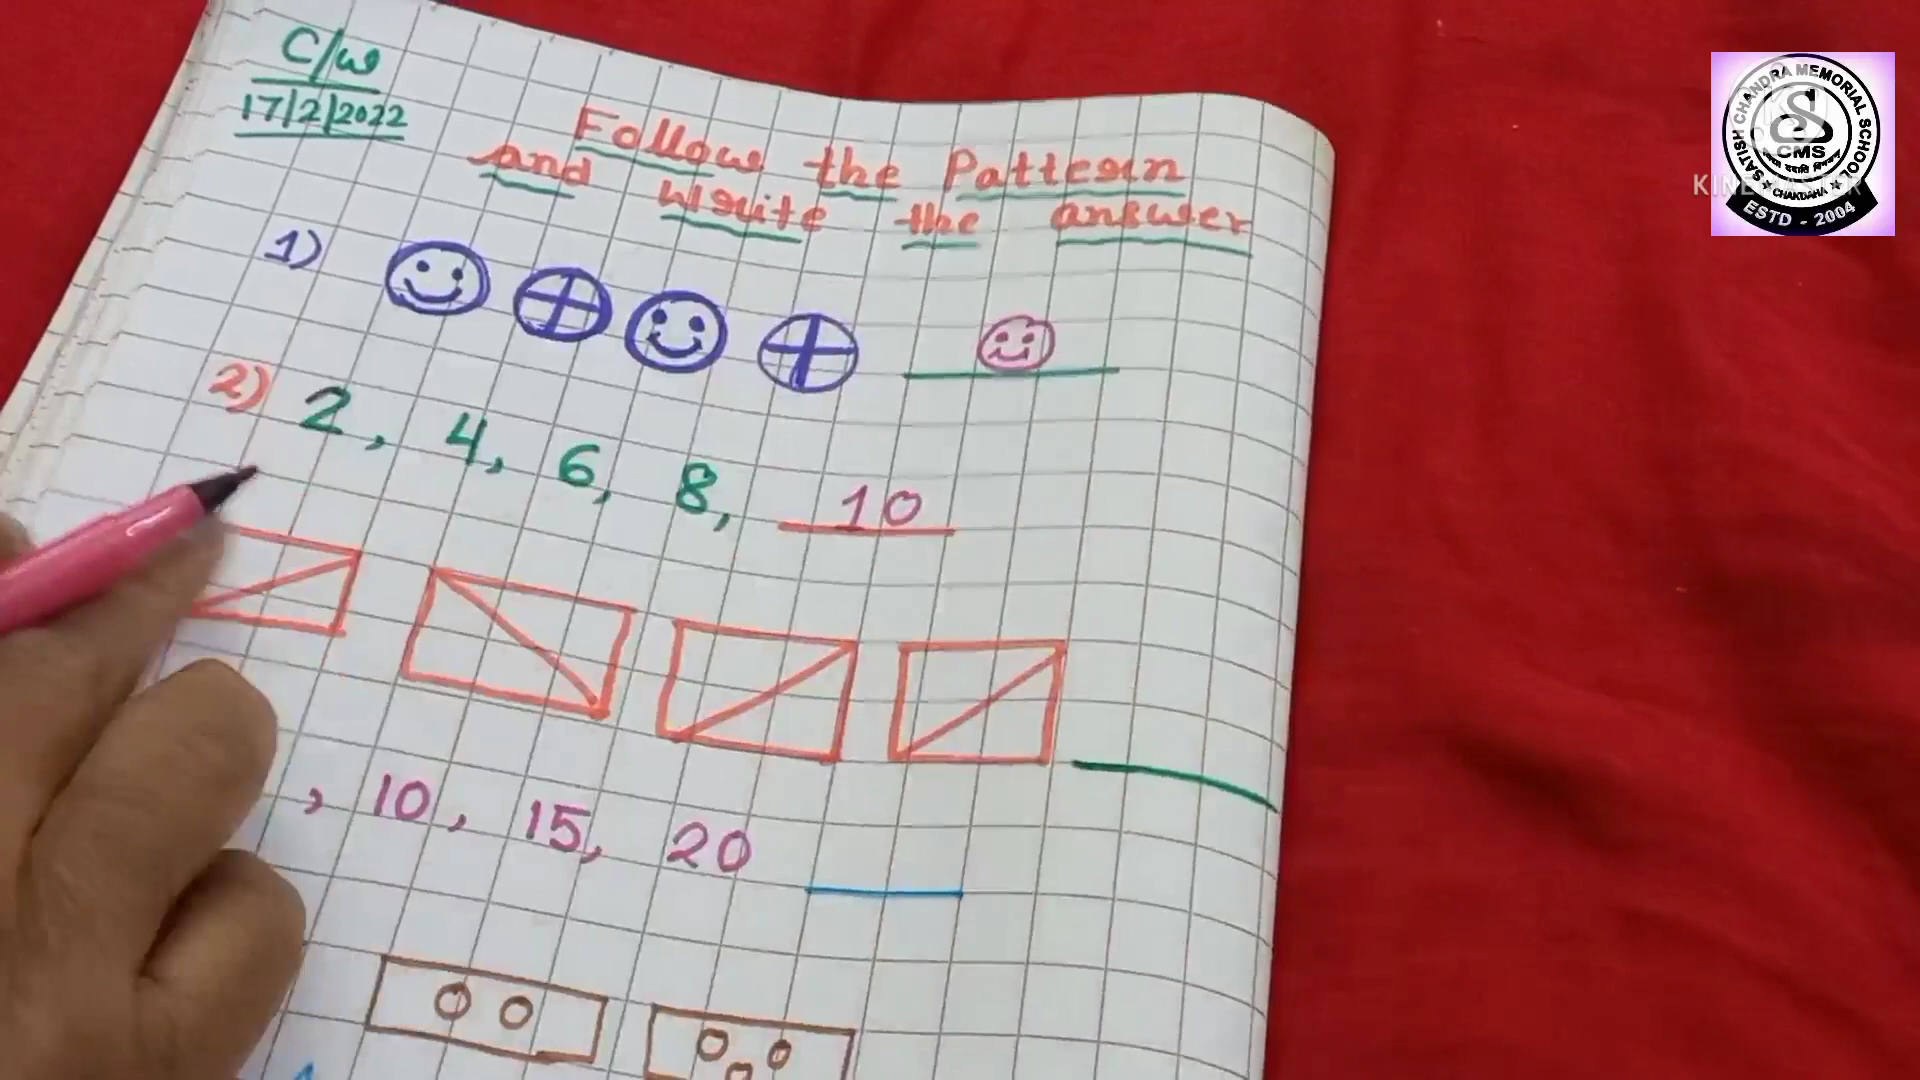 C/W
17/2/2022
Follow the Pattern
and Write the answer
1)
2) 2, 4, 6, 8, 10
, 10, 15, 20
SATISH CHANDRA MEMORIAL SCHOOL
CMS
CHAKDAHA
ESTD - 2004